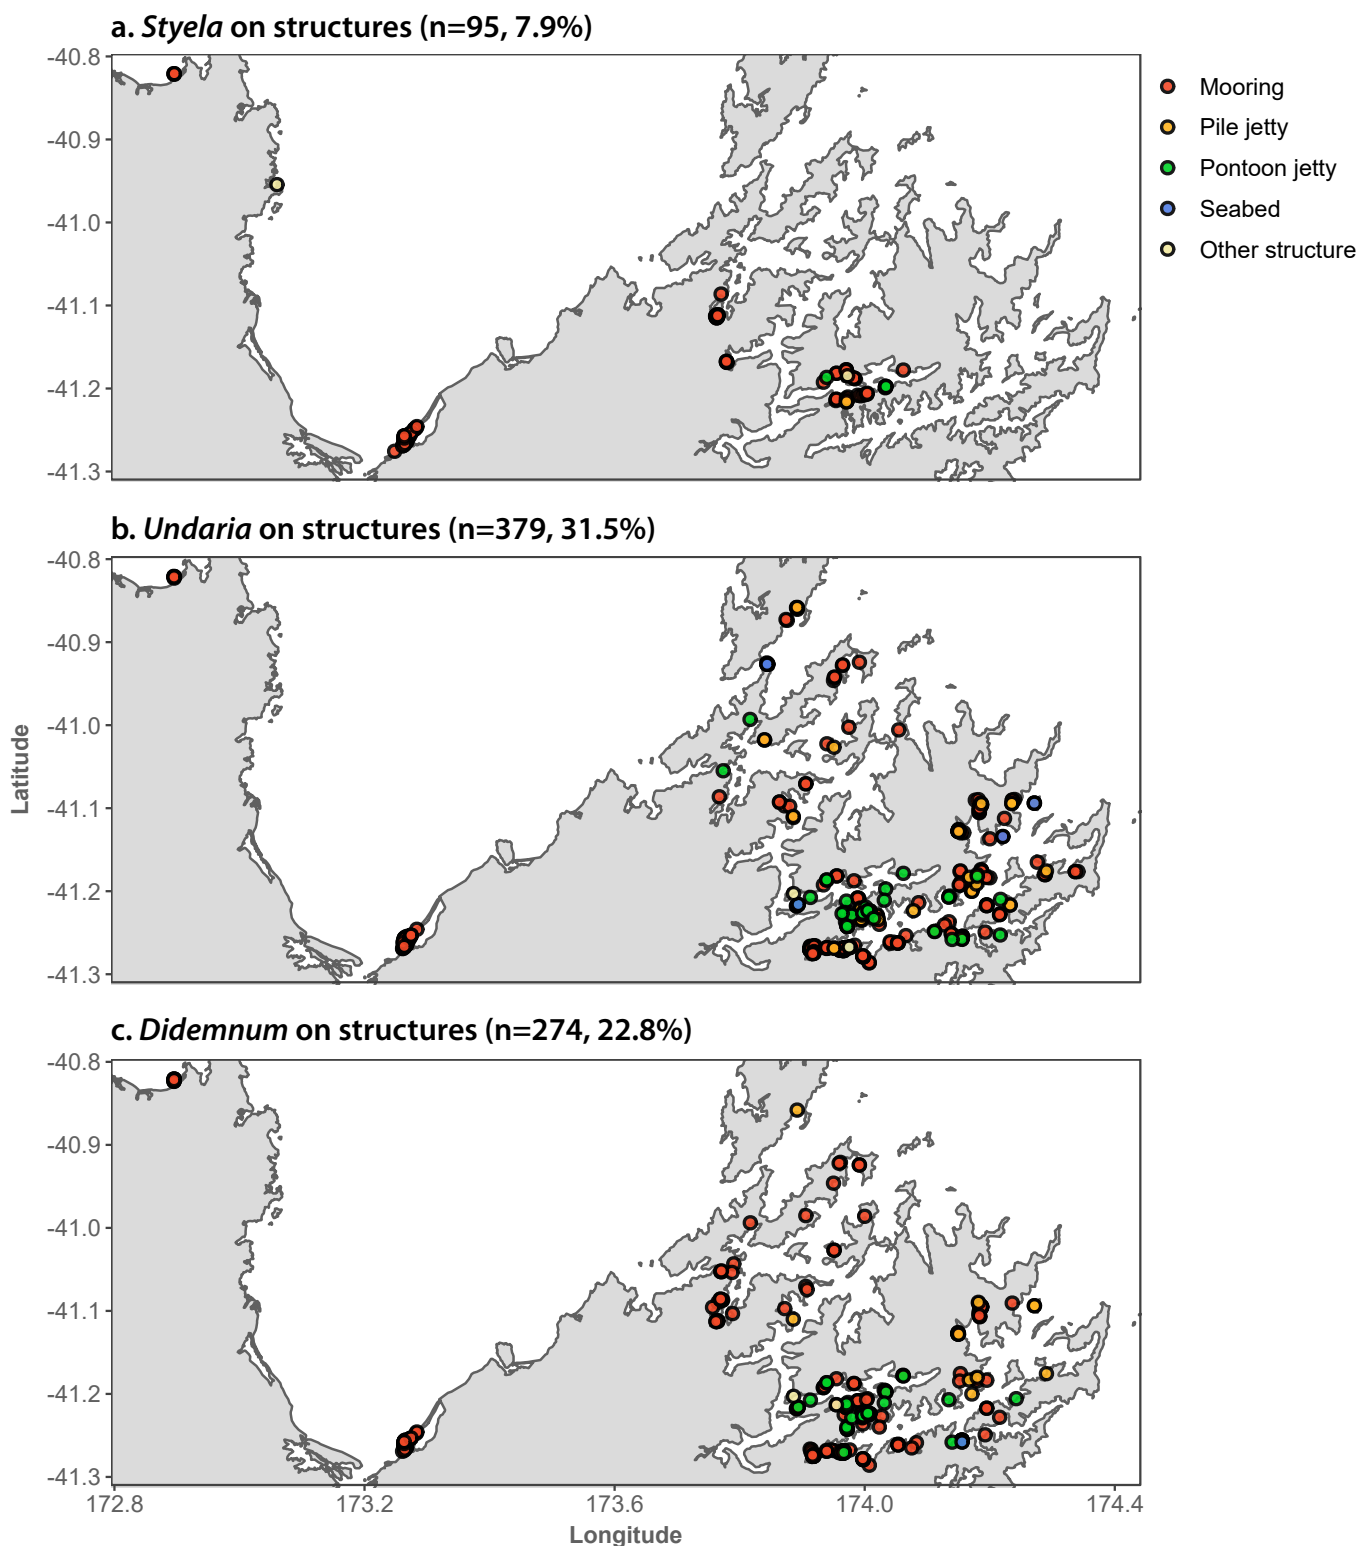 a. Styela on structures (n=95, 7.9%)
Mooring
Pile jetty
Pontoon jetty
Seabed
Other structure
-40.8
-40.9
-41.0
-41.1
-41.2
-41.3
b. Undaria on structures (n=379, 31.5%)
-40.8
-40.9
-41.0
-41.1
-41.2
-41.3
Latitude
c. Didemnum on structures (n=274, 22.8%)
-40.8
-40.9
-41.0
-41.1
-41.2
-41.3
172.8 173.2 173.6 174.0 174.4
Longitude